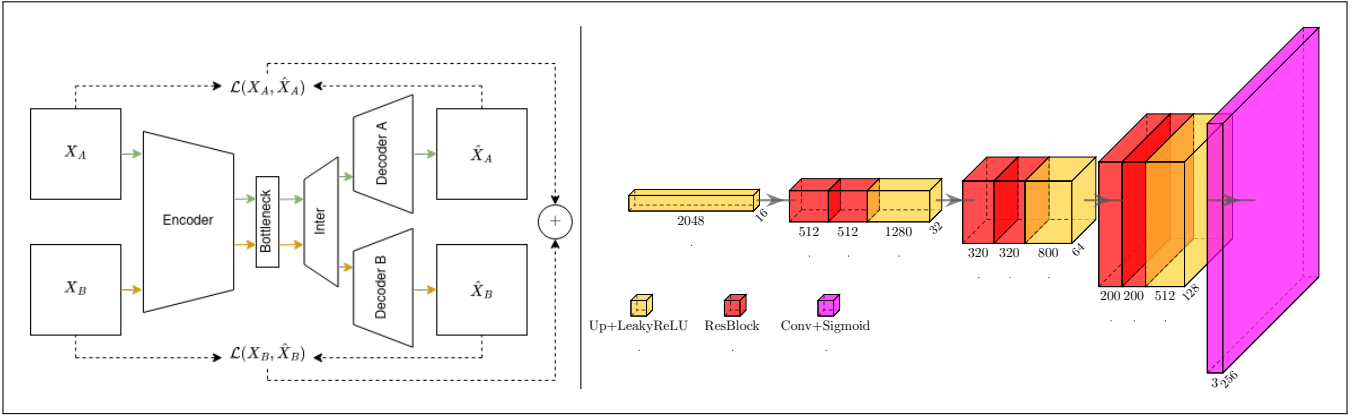 𝓛(X_A, X̂_A)
X_A
Encoder
Bottleneck
Inter
Decoder A
X̂_A
+
X_B
Decoder B
X̂_B
𝓛(X_B, X̂_B)
2048
16
512
512
1280
32
320
320
800
64
200
200
512
128
3
256
Up+LeakyReLU
ResBlock
Conv+Sigmoid